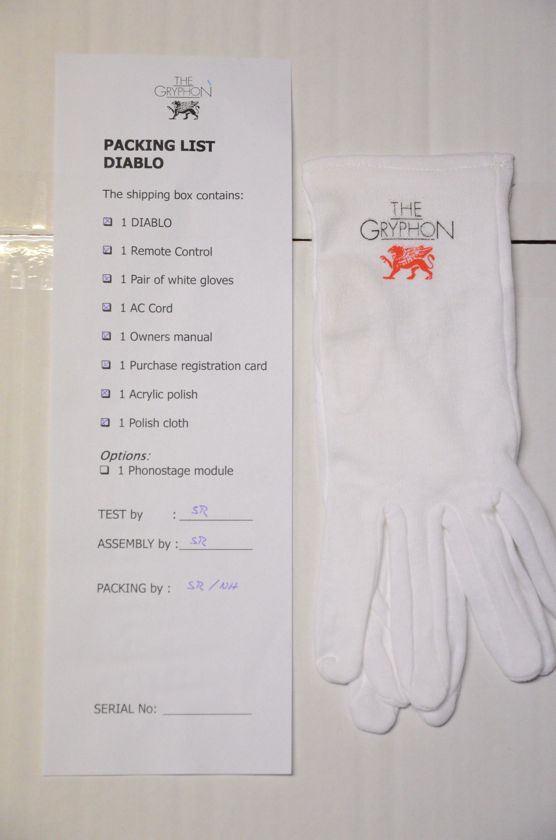 THE
GRYPHON
PACKING LIST
DIABLO
The shipping box contains:
☒ 1 DIABLO
☒ 1 Remote Control
☒ 1 Pair of white gloves
☒ 1 AC Cord
☒ 1 Owners manual
☒ 1 Purchase registration card
☒ 1 Acrylic polish
☒ 1 Polish cloth
Options:
☐ 1 Phonostage module
TEST by : SR
ASSEMBLY by : SR
PACKING by : SR / NH
SERIAL No: ____________
THE
GRYPHON